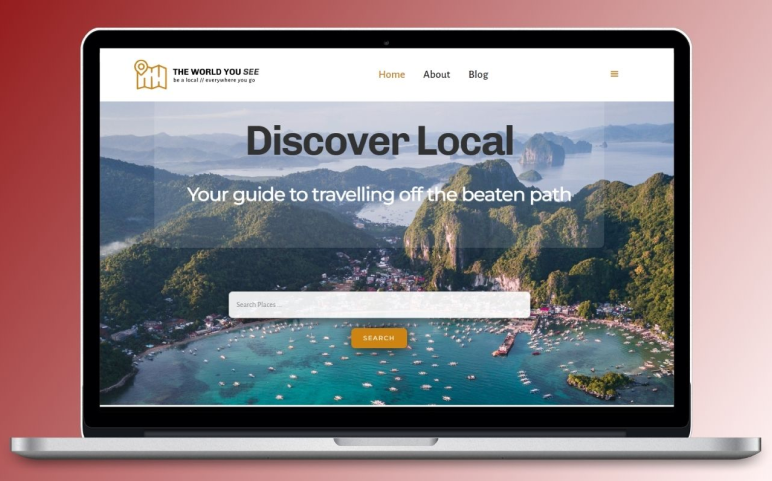 THE WORLD YOU SEE
be a local // everywhere you go
Home About Blog
Discover Local
Your guide to travelling off the beaten path
Search Places ...
SEARCH